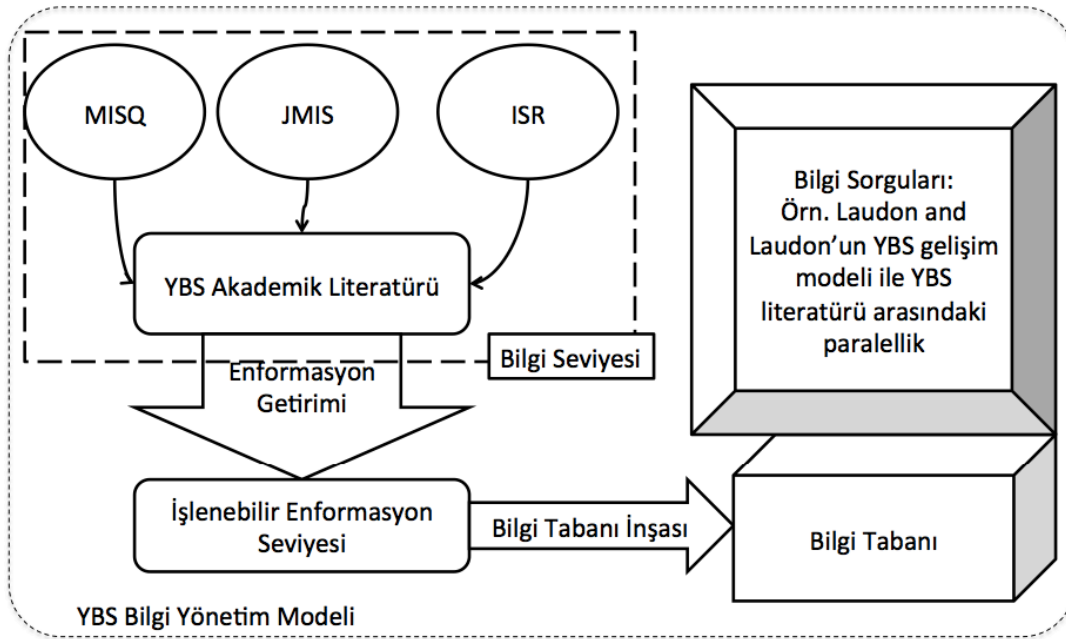 MISQ
JMIS
ISR
YBS Akademik Literatürü
Bilgi Seviyesi
Enformasyon
Getirimi
İşlenebilir Enformasyon
Seviyesi
Bilgi Tabanı İnşası
Bilgi Sorguları:
Örn. Laudon and
Laudon’un YBS gelişim
modeli ile YBS
literatürü arasındaki
paralellik
Bilgi Tabanı
YBS Bilgi Yönetim Modeli